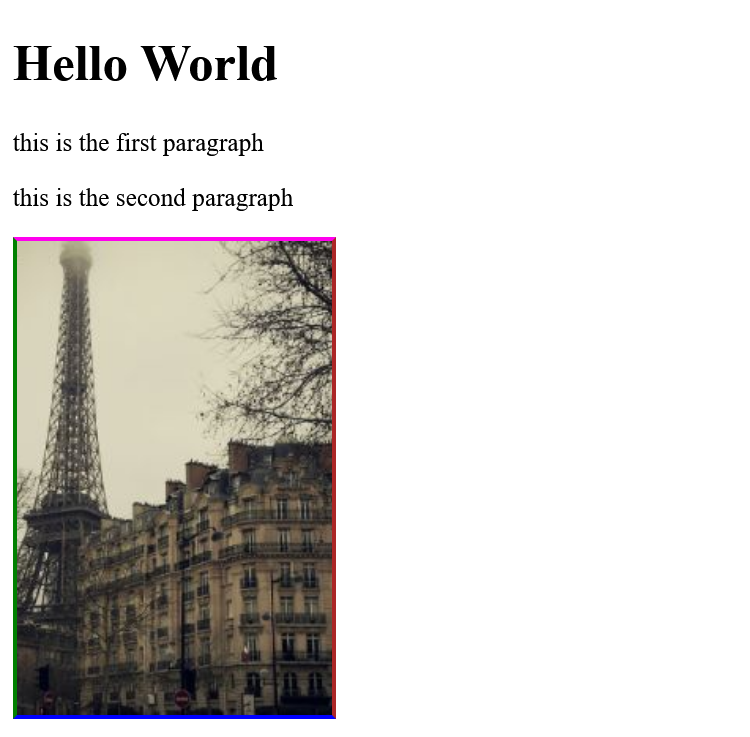 Hello World
this is the first paragraph
this is the second paragraph